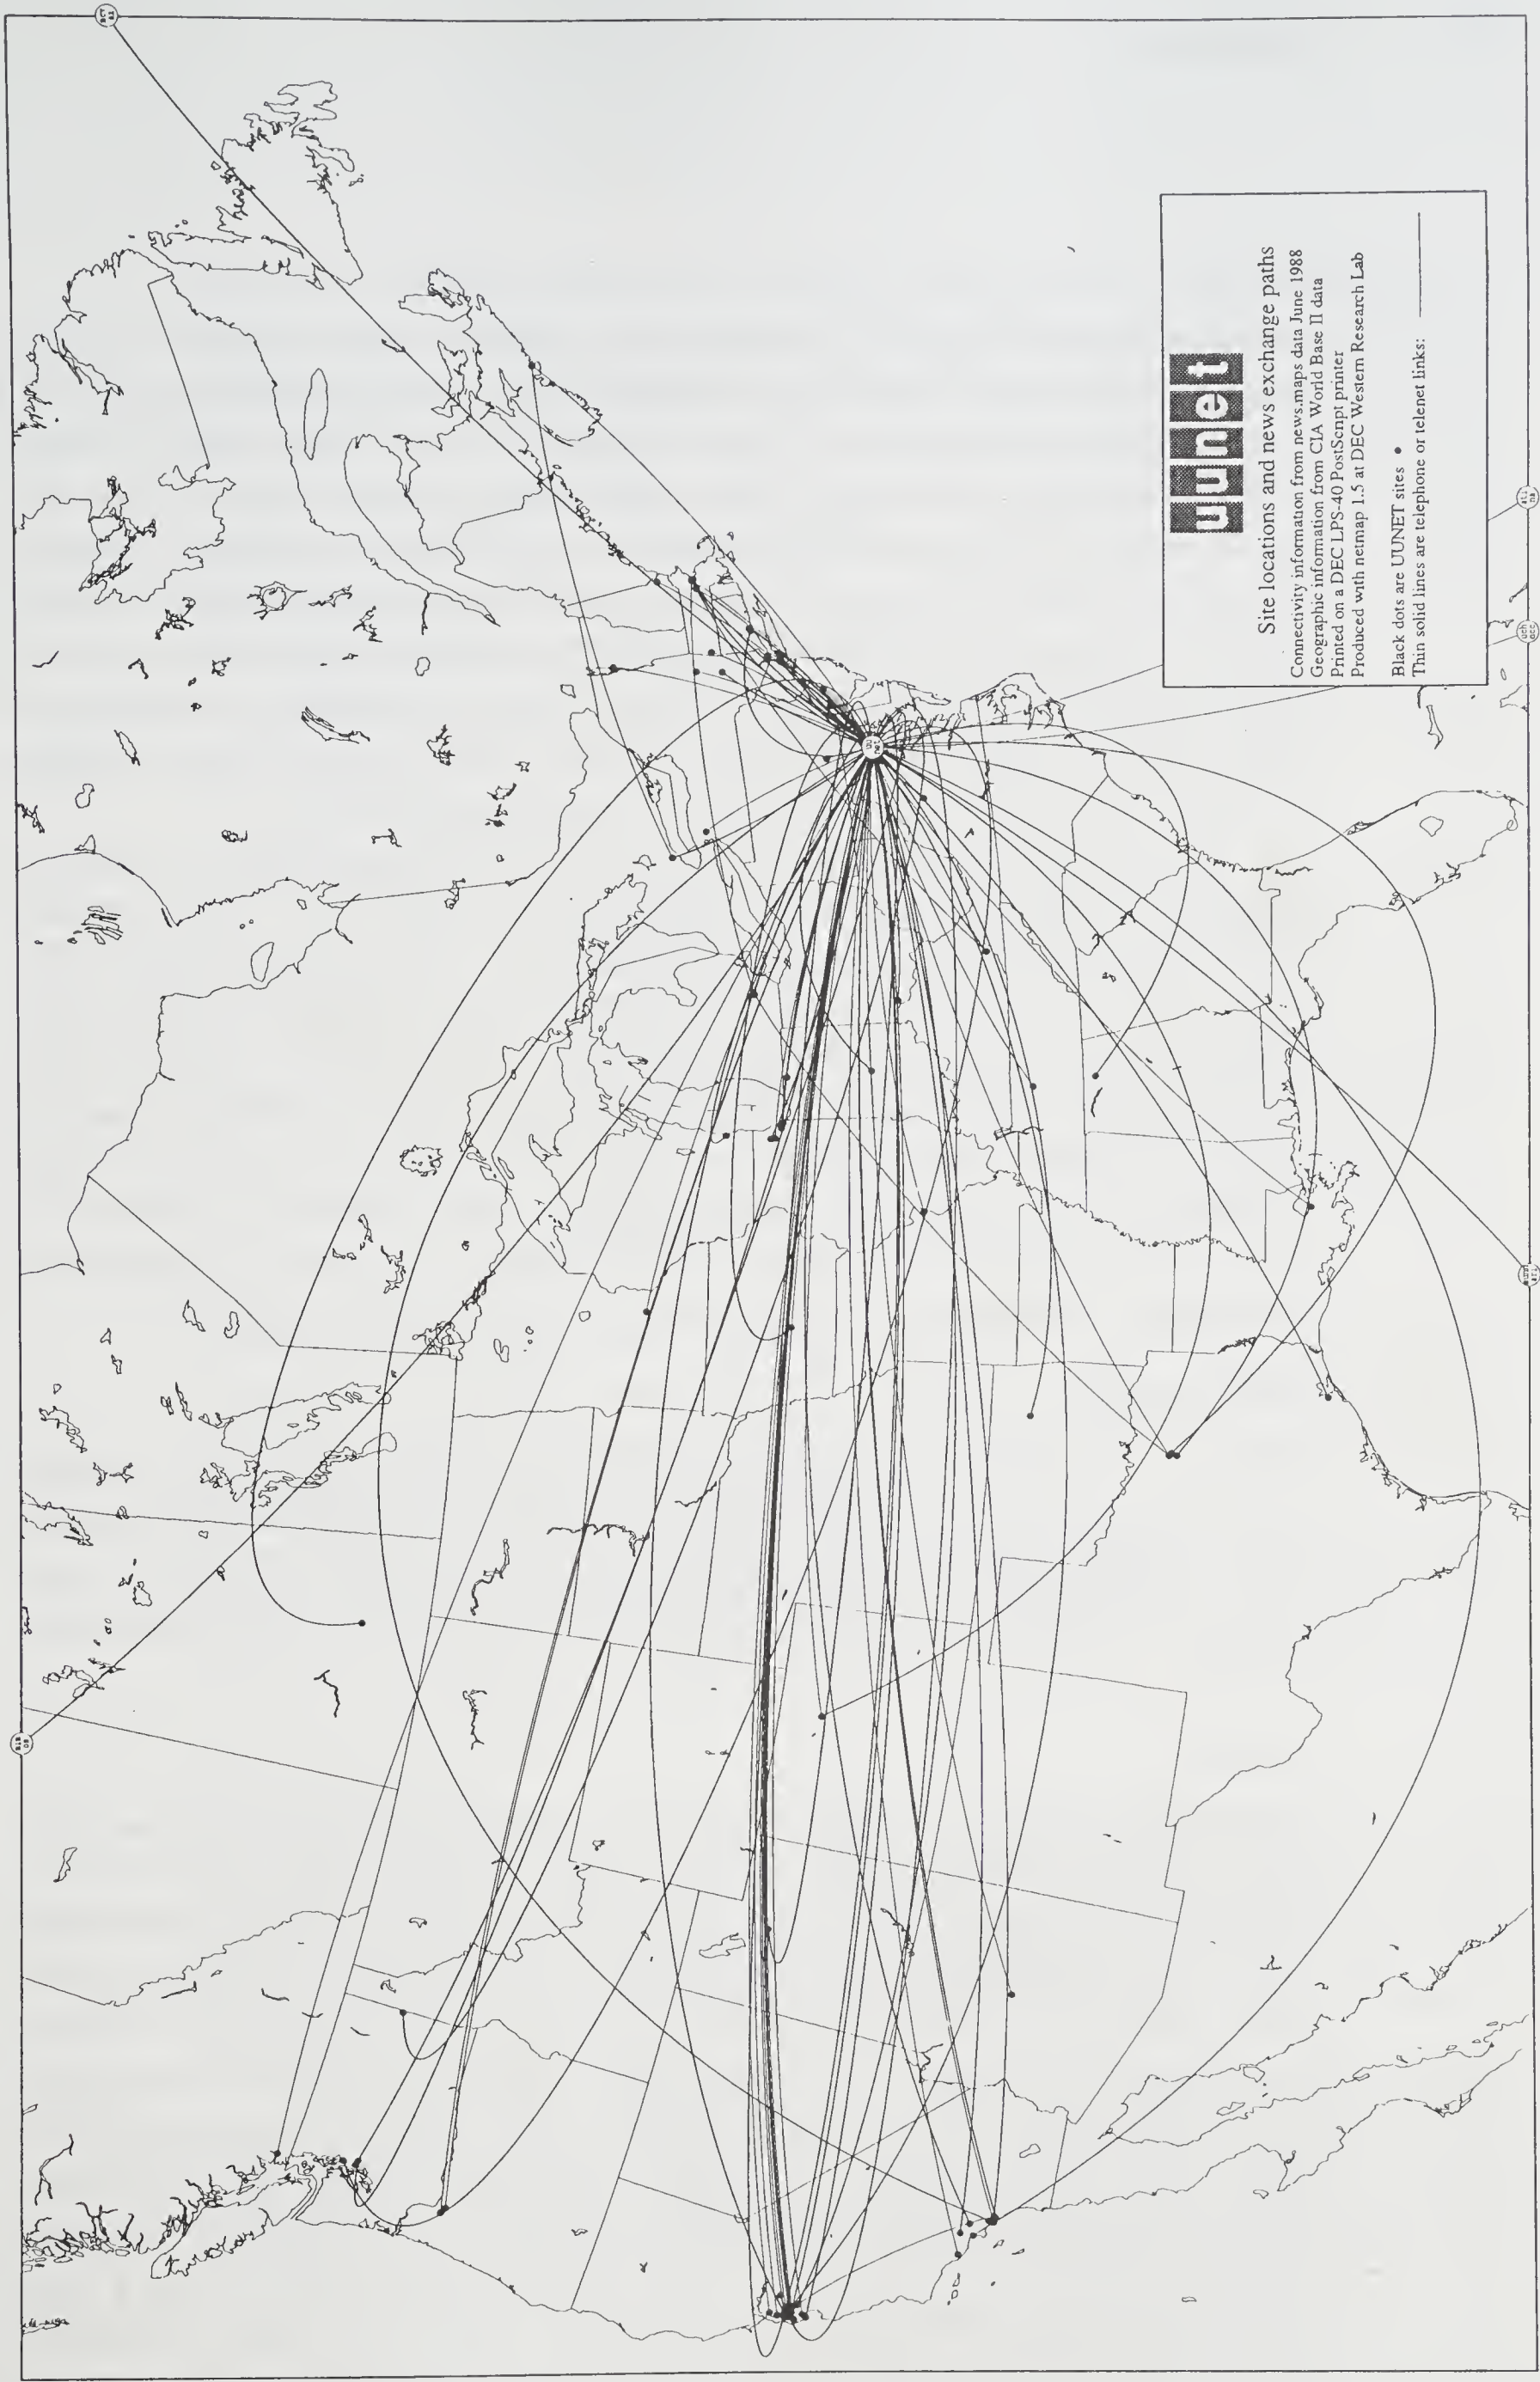 uunet
Site locations and news exchange paths
Connectivity information from news.maps data June 1988
Geographic information from CIA World Base II data
Printed on a DEC LPS-40 PostScript printer
Produced with netmap 1.5 at DEC Western Research Lab
Black dots are UUNET sites
Thin solid lines are telephone or telenet links: